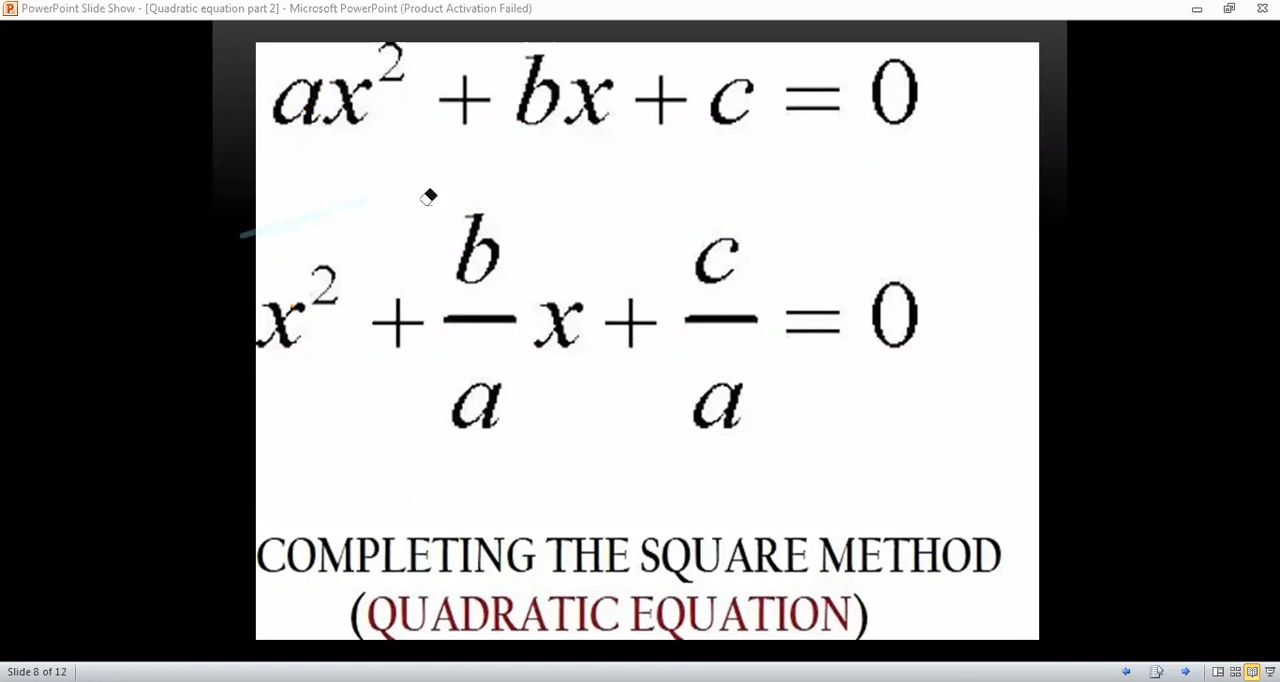 PowerPoint Slide Show - [Quadratic equation part 2] - Microsoft PowerPoint (Product Activation Failed)
ax² + bx + c = 0
x² + b/a x + c/a = 0
COMPLETING THE SQUARE METHOD
(QUADRATIC EQUATION)
Slide 8 of 12